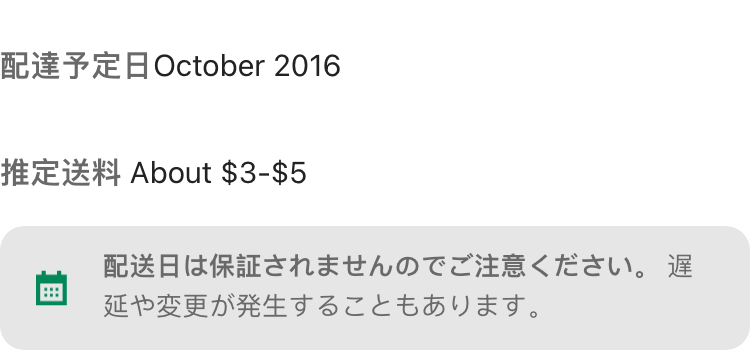 配達予定日October 2016
推定送料 About $3-$5
配送日は保証されませんのでご注意ください。 遅
延や変更が発生することもあります。